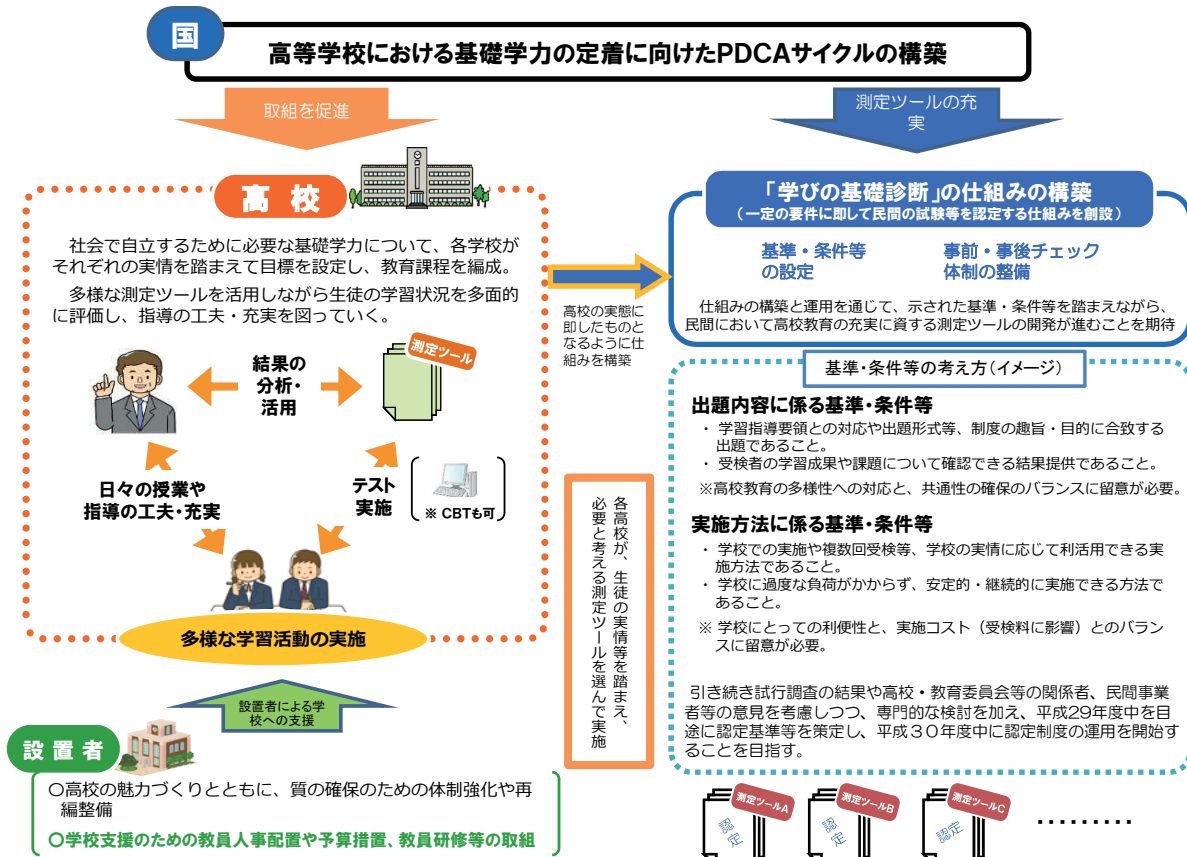 国
高等学校における基礎学力の定着に向けたPDCAサイクルの構築
取組を促進
測定ツールの充
実
高校
社会で自立するために必要な基礎学力について、各学校が
それぞれの実情を踏まえて目標を設定し、教育課程を編成。
多様な測定ツールを活用しながら生徒の学習状況を多面的
に評価し、指導の工夫・充実を図っていく。
測定ツール
結果の
分析・
活用
日々の授業や
指導の工夫・充実
テスト
実施
※ CBTも可
多様な学習活動の実施
設置者による学
校への支援
設置者
〇高校の魅力づくりとともに、質の確保のための体制強化や再
編整備
〇学校支援のための教員人事配置や予算措置、教員研修等の取組
高校の実態に
即したものと
なるように仕
組みを構築
各高校が、生徒の実情等を踏まえ、
必要と考える測定ツールを選んで実施
「学びの基礎診断」の仕組みの構築
（一定の要件に即して民間の試験等を認定する仕組みを創設）
基準・条件等
の設定
事前・事後チェック
体制の整備
仕組みの構築と運用を通じて、示された基準・条件等を踏まえながら、
民間において高校教育の充実に資する測定ツールの開発が進むことを期待
基準・条件等の考え方（イメージ）
出題内容に係る基準・条件等
・ 学習指導要領との対応や出題形式等、制度の趣旨・目的に合致する
出題であること。
・ 受検者の学習成果や課題について確認できる結果提供であること。
※高校教育の多様性への対応と、共通性の確保のバランスに留意が必要。
実施方法に係る基準・条件等
・ 学校での実施や複数回受検等、学校の実情に応じて利活用できる実
施方法であること。
・ 学校に過度な負荷がかからず、安定的・継続的に実施できる方法で
あること。
※ 学校にとっての利便性と、実施コスト（受検料に影響）とのバラン
スに留意が必要。
引き続き試行調査の結果や高校・教育委員会等の関係者、民間事業
者等の意見を考慮しつつ、専門的な検討を加え、平成29年度中を目
途に認定基準等を策定し、平成３０年度中に認定制度の運用を開始す
ることを目指す。
測定ツールA
認定
測定ツールB
認定
測定ツールC
認定
………